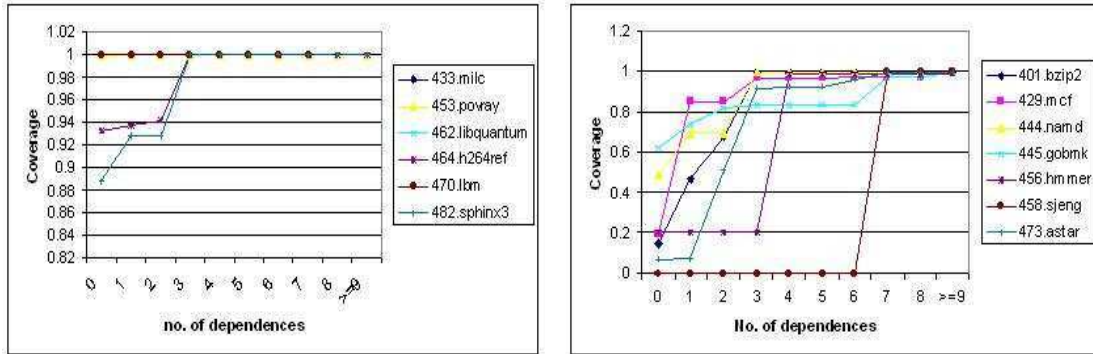 1.02
1
0.98
0.96
0.94
0.92
0.9
0.88
0.86
0.84
0.82
Coverage
0 1 2 3 4 5 6 7 8 >=9
no. of dependences
433.milc
453.povray
462.libquantum
464.h264ref
470.lbm
482.sphinx3
1.2
1
0.8
0.6
0.4
0.2
0
Coverage
0 1 2 3 4 5 6 7 8 >=9
No. of dependences
401.bzip2
429.mcf
444.namd
445.gobmk
456.hmmer
458.sjeng
473.astar